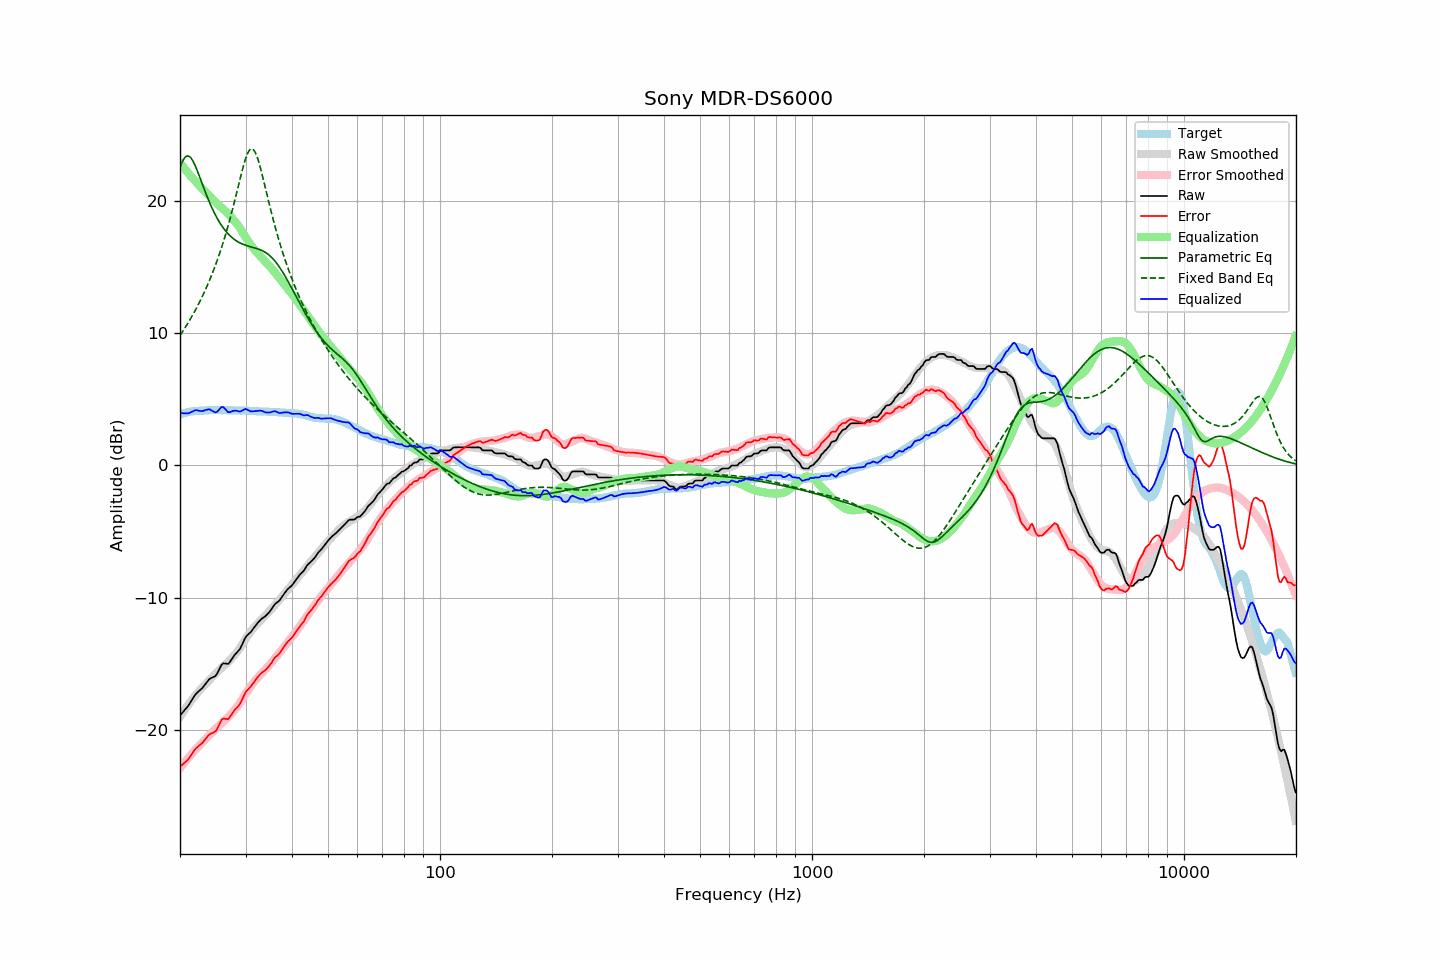 Sony MDR-DS6000
Target
Raw Smoothed
Error Smoothed
Raw
Error
Equalization
Parametric Eq
Fixed Band Eq
Equalized
20
10
0
−10
−20
Amplitude (dBr)
100
1000
10000
Frequency (Hz)